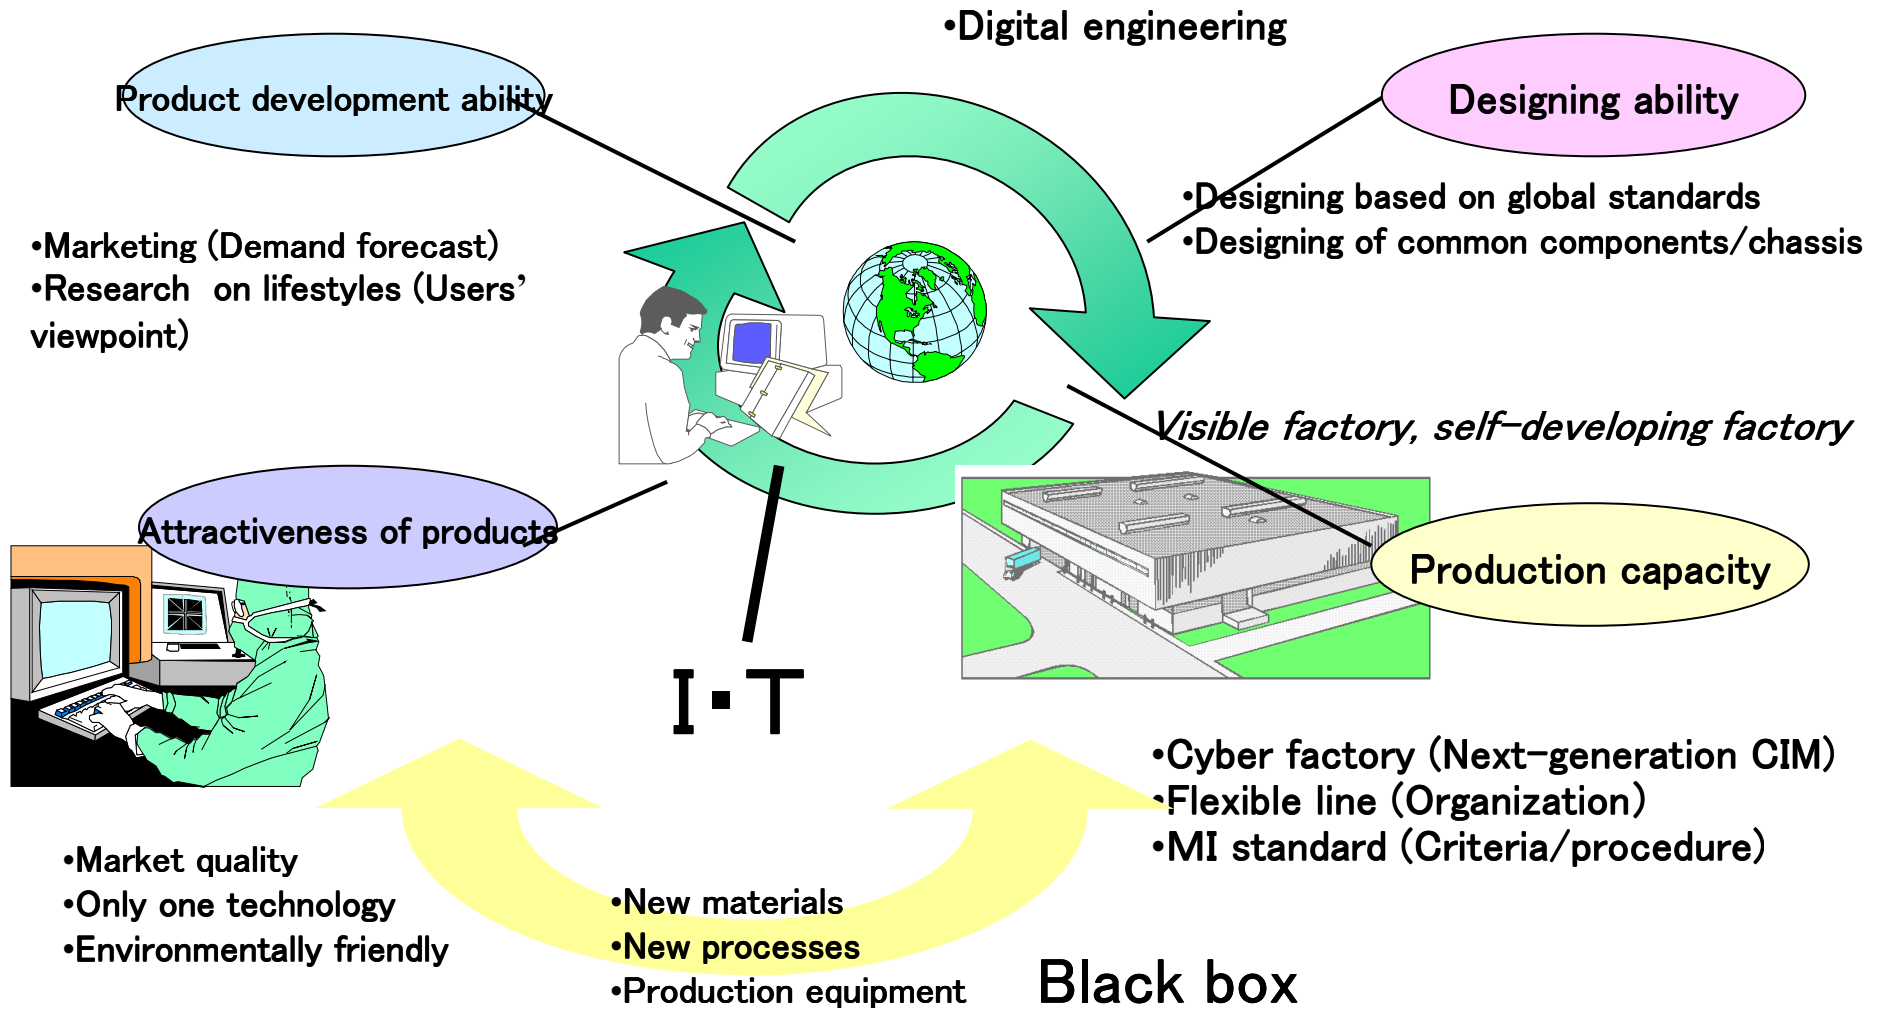 •Digital engineering
Product development ability
Designing ability
•Designing based on global standards
•Designing of common components/chassis
•Marketing (Demand forecast)
•Research  on lifestyles (Users’
viewpoint)
Visible factory, self-developing factory
Attractiveness of products
Production capacity
I・T
•Cyber factory (Next-generation CIM)
•Flexible line (Organization)
•MI standard (Criteria/procedure)
•Market quality
•Only one technology
•Environmentally friendly
•New materials
•New processes
•Production equipment
Black box